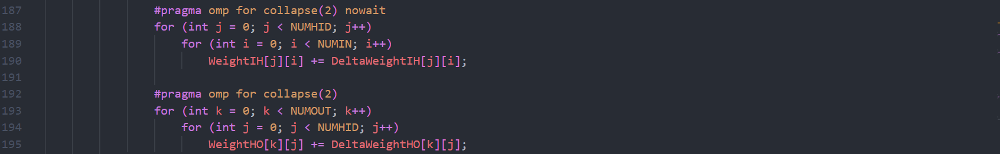 187 #pragma omp for collapse(2) nowait
188 for (int j = 0; j < NUMHID; j++)
189 for (int i = 0; i < NUMIN; i++)
190 WeightIH[j][i] += DeltaWeightIH[j][i];
191
192 #pragma omp for collapse(2)
193 for (int k = 0; k < NUMOUT; k++)
194 for (int j = 0; j < NUMHID; j++)
195 WeightHO[k][j] += DeltaWeightHO[k][j];